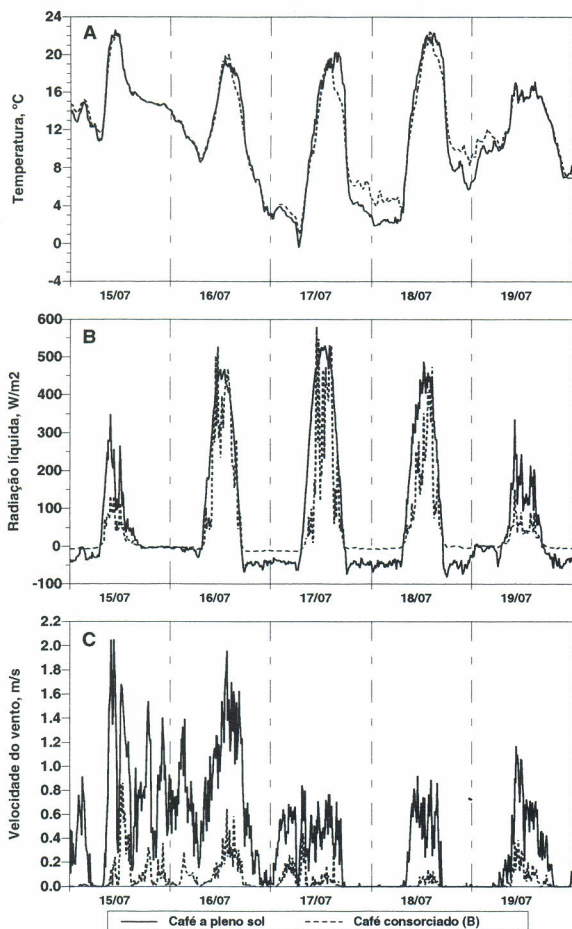 A
Temperatura, ºC
24
20
16
12
8
4
0
-4
15/07 16/07 17/07 18/07 19/07
B
Radiação líquida, W/m2
600
500
400
300
200
100
0
-100
15/07 16/07 17/07 18/07 19/07
C
Velocidade do vento, m/s
2.2
2.0
1.8
1.6
1.4
1.2
1.0
0.8
0.6
0.4
0.2
0.0
15/07 16/07 17/07 18/07 19/07
Café a pleno sol Café consorciado (B)